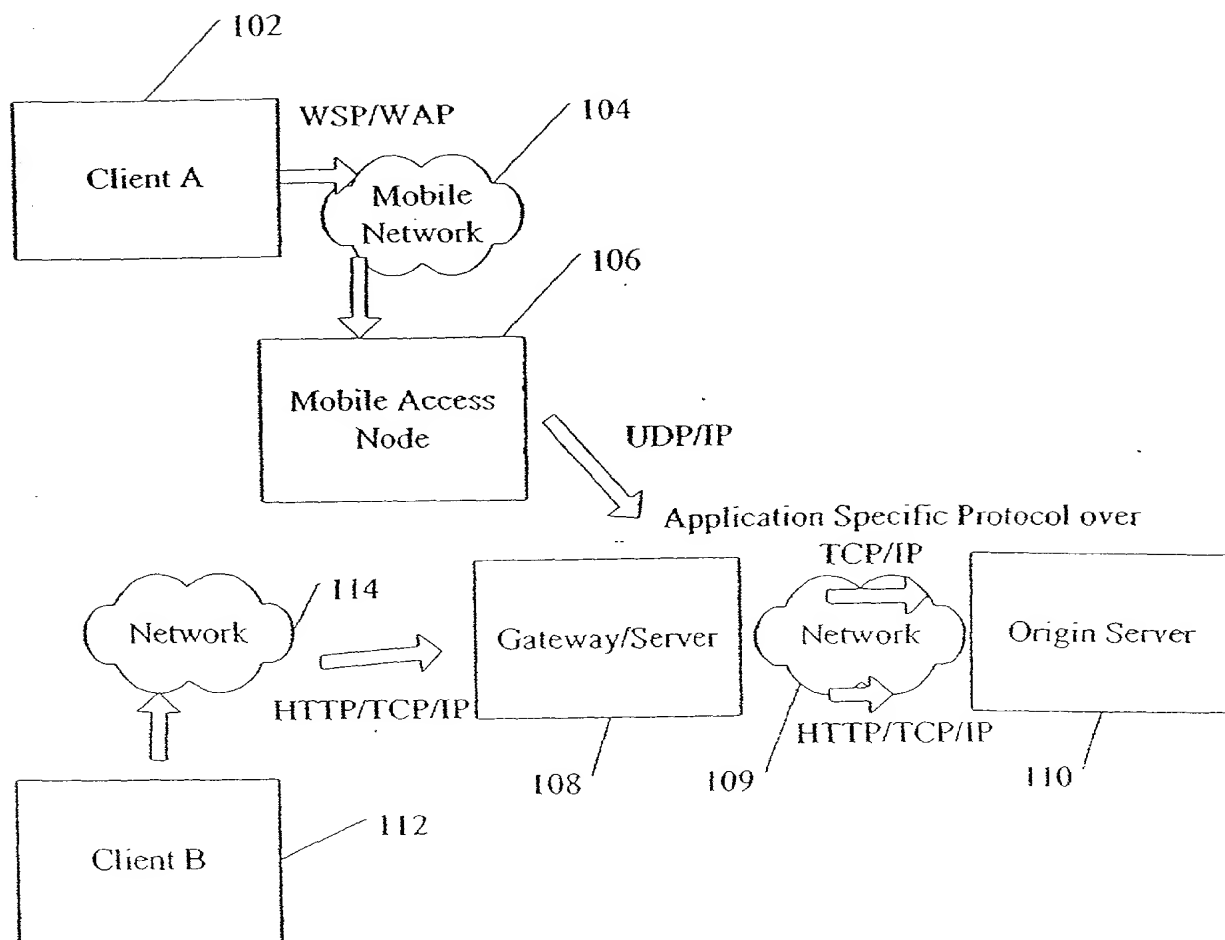 102
WSP/WAP
104
Client A
Mobile
Network
106
Mobile Access
Node
UDP/IP
Application Specific Protocol over
TCP/IP
114
Network
Gateway/Server
Network
Origin Server
HTTP/TCP/IP
HTTP/TCP/IP
108
109
110
112
Client B